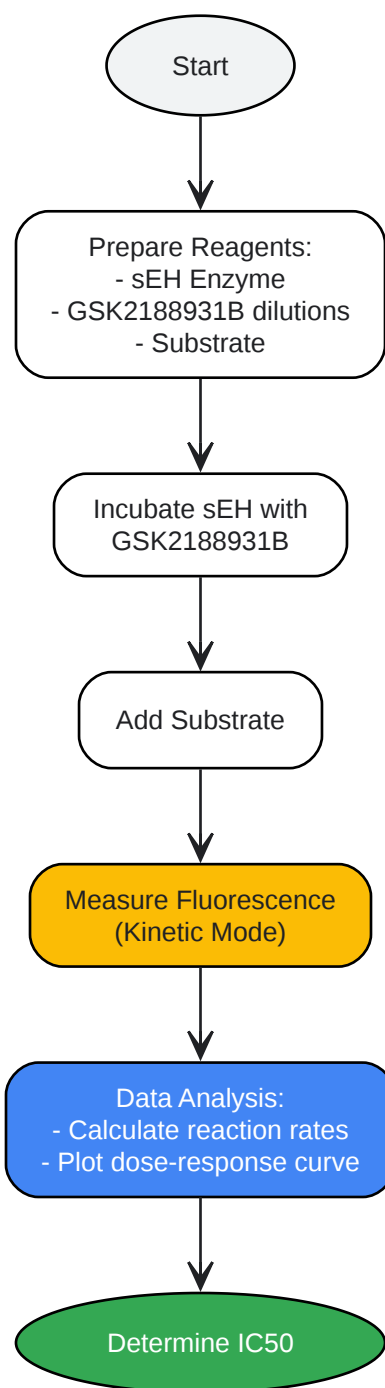 Start
Prepare Reagents:
- sEH Enzyme
- GSK2188931B dilutions
- Substrate
Incubate sEH with
GSK2188931B
Add Substrate
Measure Fluorescence
(Kinetic Mode)
Data Analysis:
- Calculate reaction rates
- Plot dose-response curve
Determine IC50